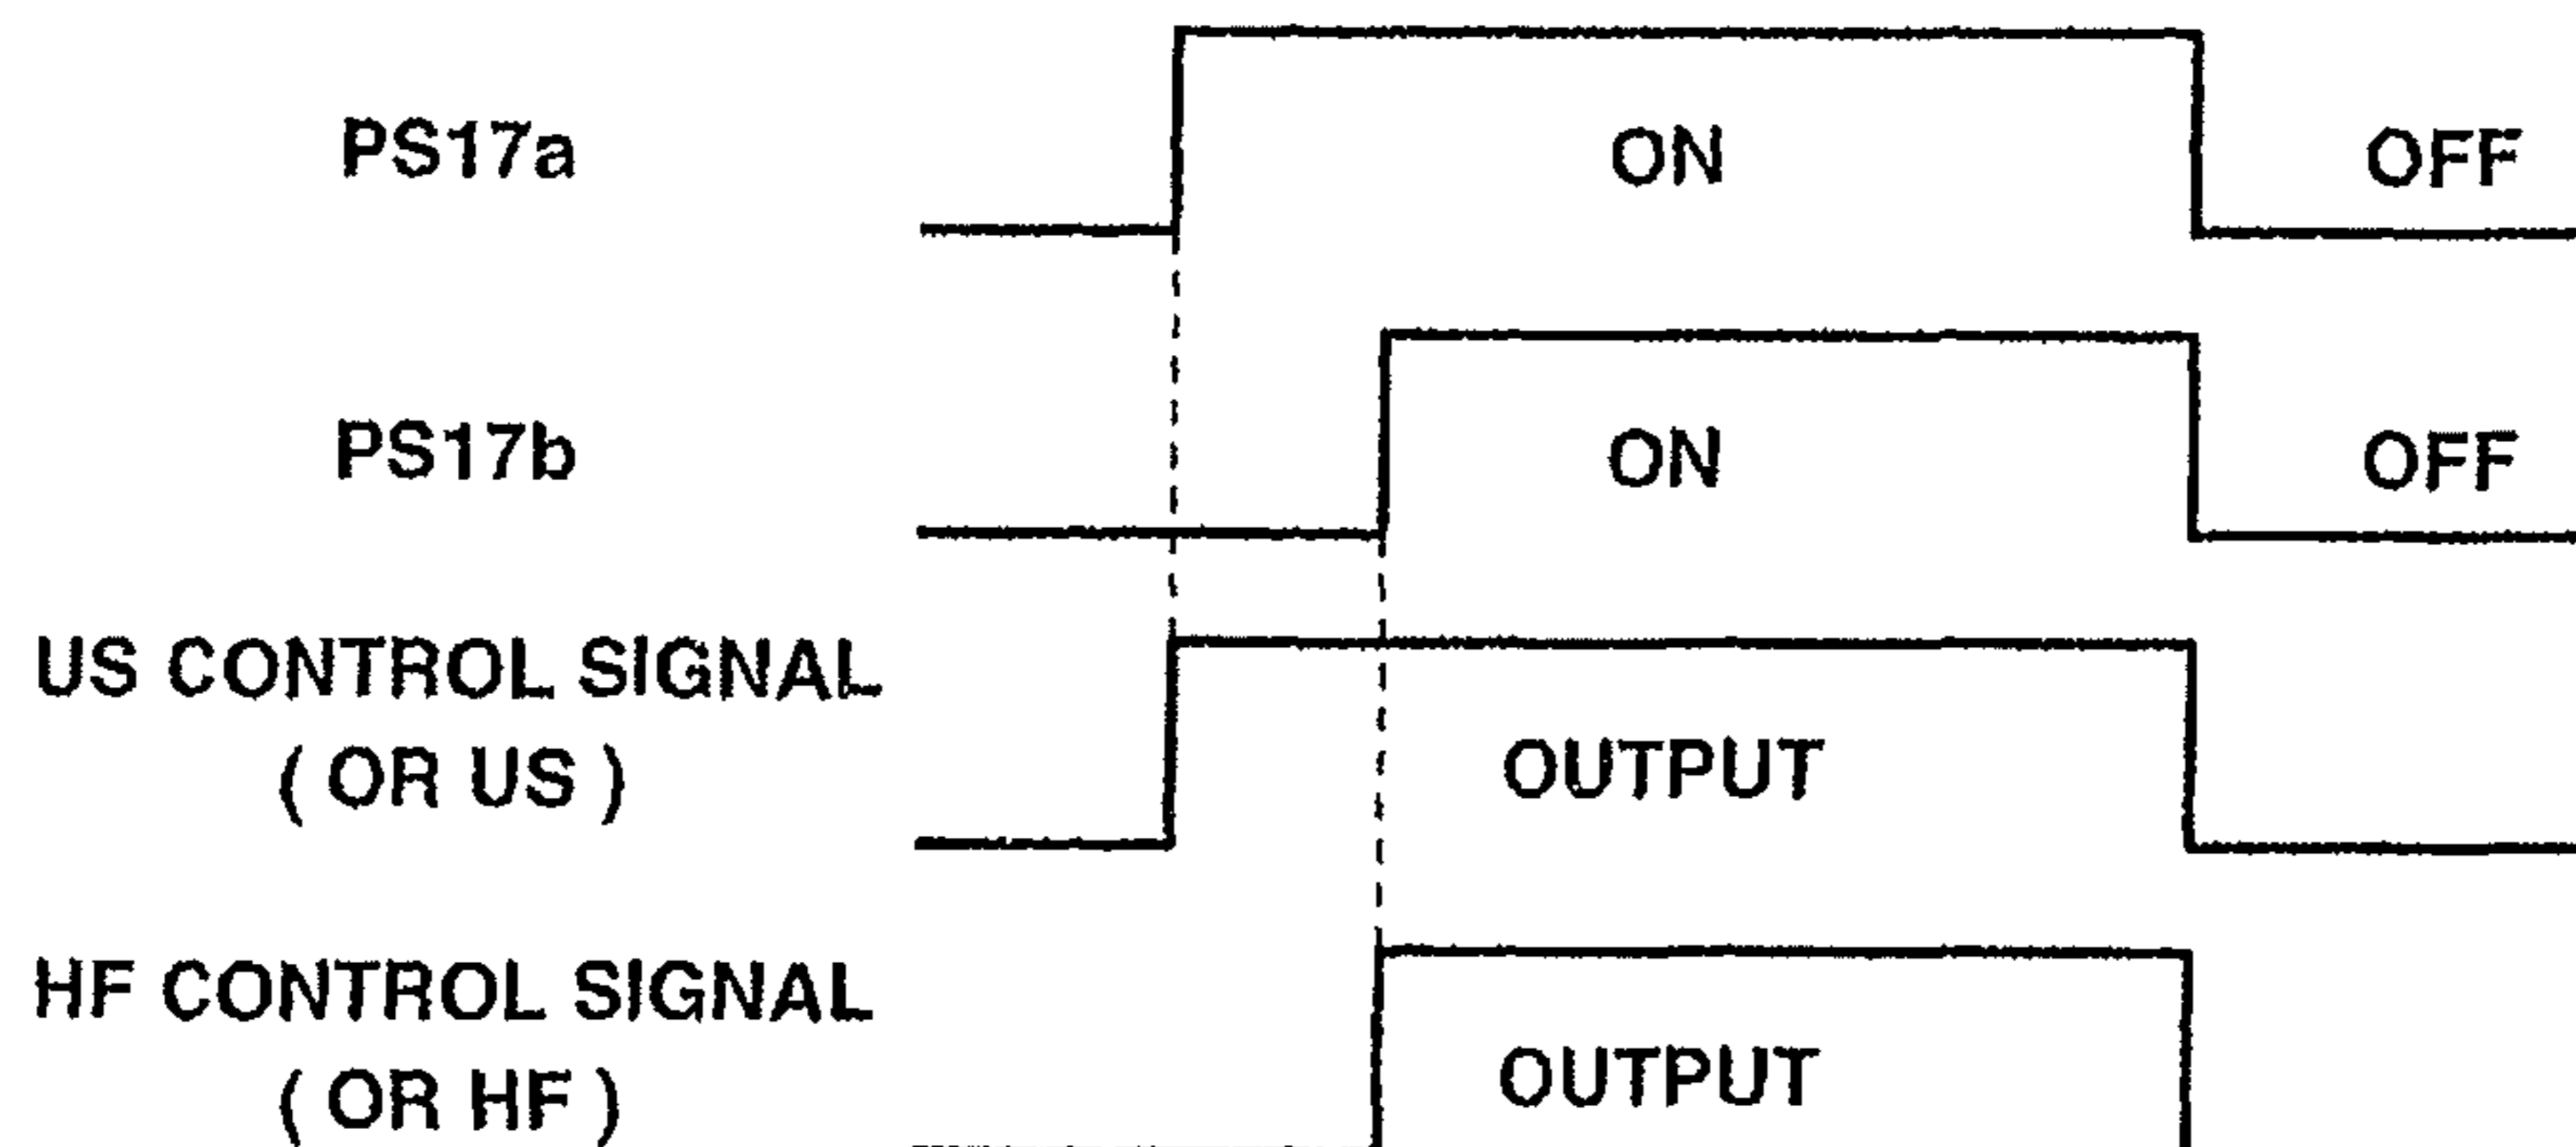 PS17a
ON
OFF
PS17b
ON
OFF
US CONTROL SIGNAL
( OR US )
OUTPUT
HF CONTROL SIGNAL
( OR HF )
OUTPUT